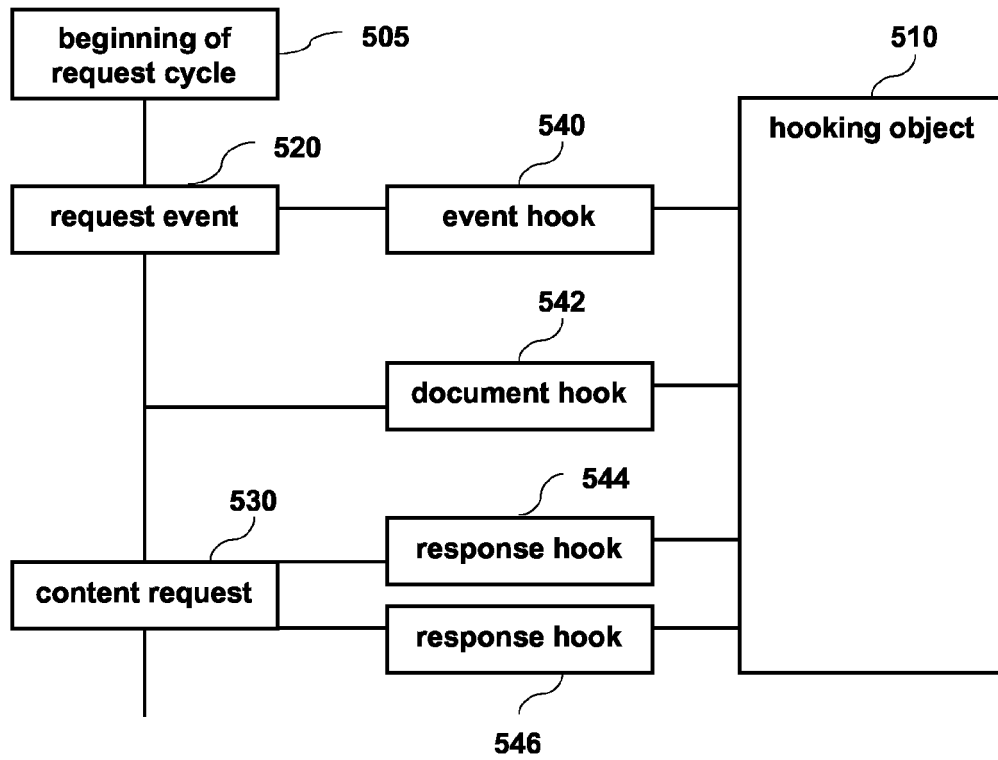 beginning of
request cycle
505
510
hooking object
520
540
request event
event hook
542
document hook
544
530
response hook
content request
response hook
546